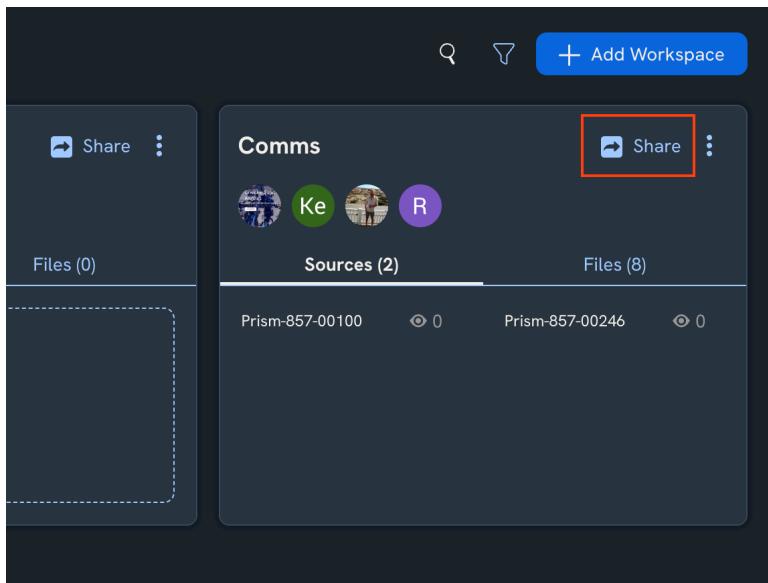 Add Workspace
Share
Files (0)
Comms
Share
Ke
R
Sources (2)
Files (8)
Prism-857-00100
0
Prism-857-00246
0